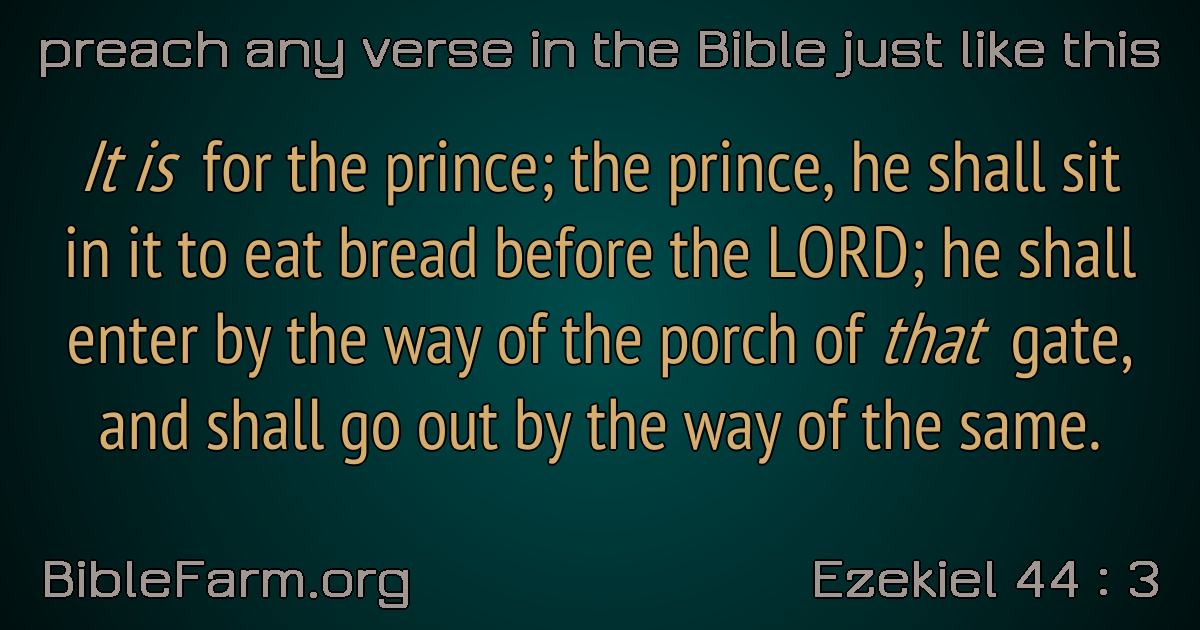 preach any verse in the Bible just like this
It is for the prince; the prince, he shall sit
in it to eat bread before the LORD; he shall
enter by the way of the porch of that gate,
and shall go out by the way of the same.
BibleFarm.org
Ezekiel 44 : 3